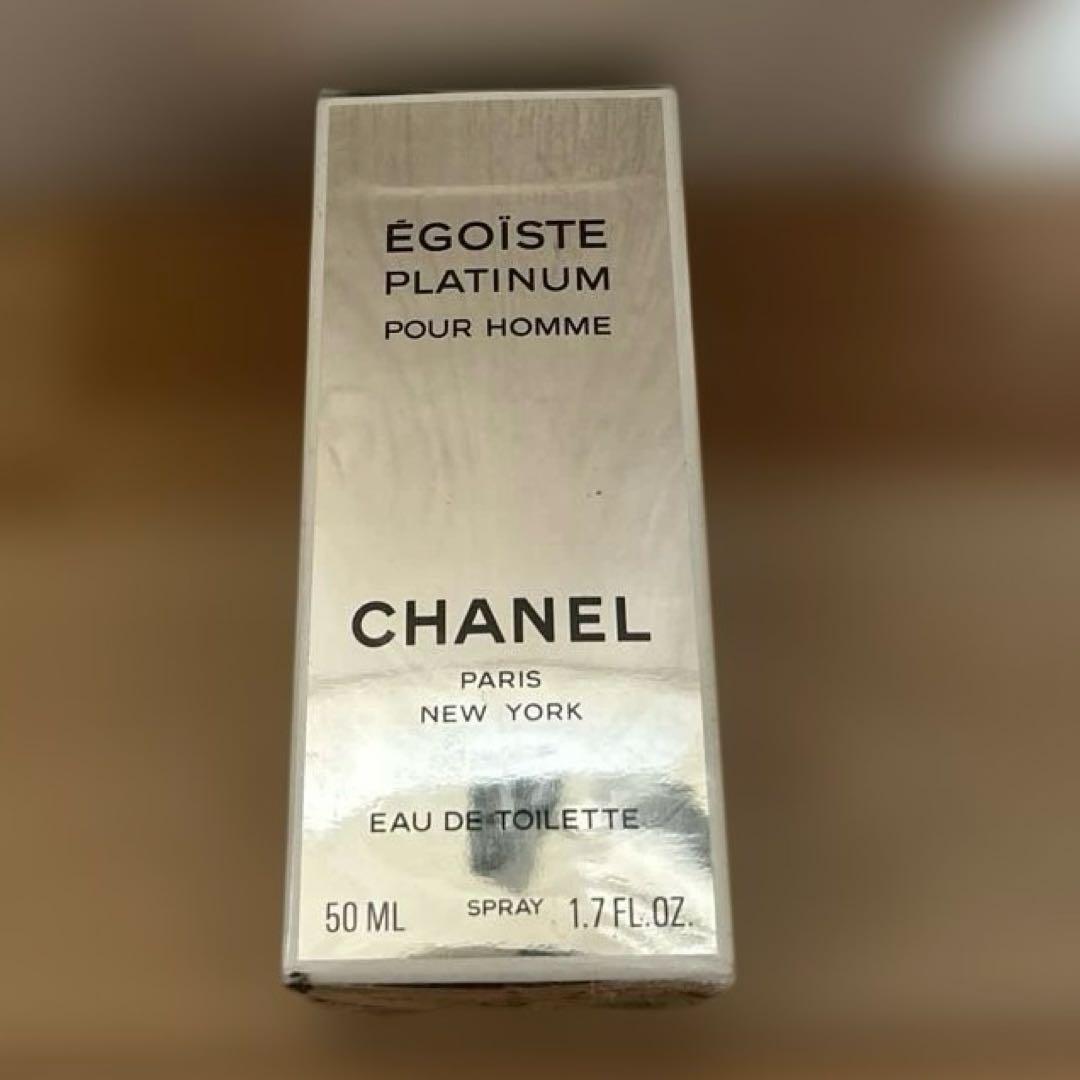 ÉGOÏSTE
PLATINUM
POUR HOMME
CHANEL
PARIS
NEW YORK
EAU DE TOILETTE
50 ML SPRAY 1.7 FL.OZ.